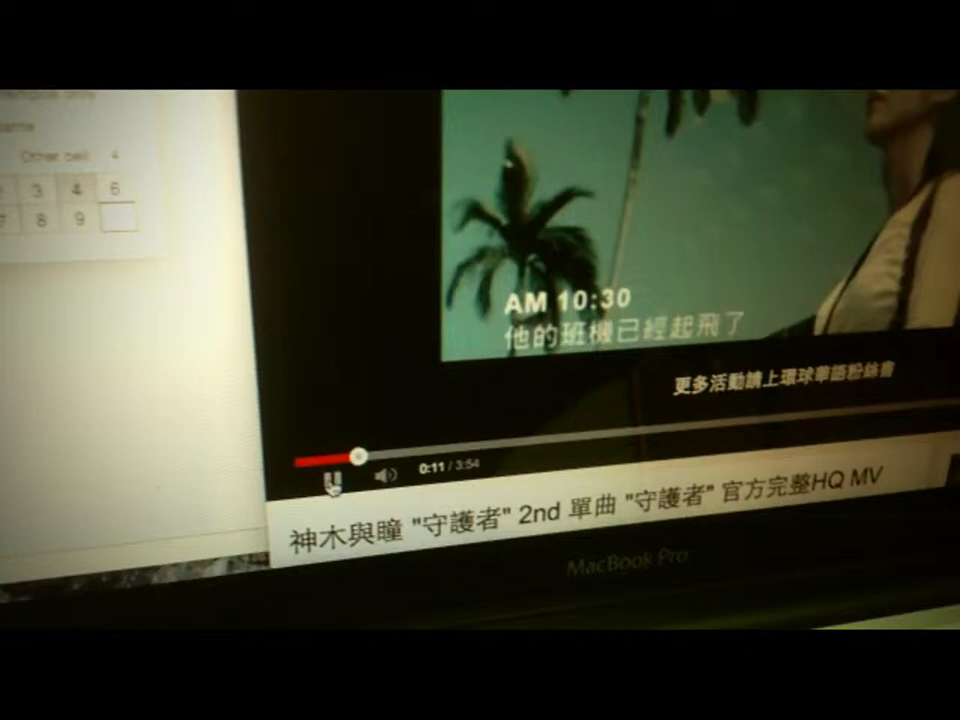 Other bell 4
3 4 6
7 8 9
AM 10:30
他的班機已經起飛了
更多活動請上環球華語粉絲書
0:11 / 3:54
神木與瞳 "守護者" 2nd 單曲 "守護者" 官方完整HQ MV
MacBook Pro